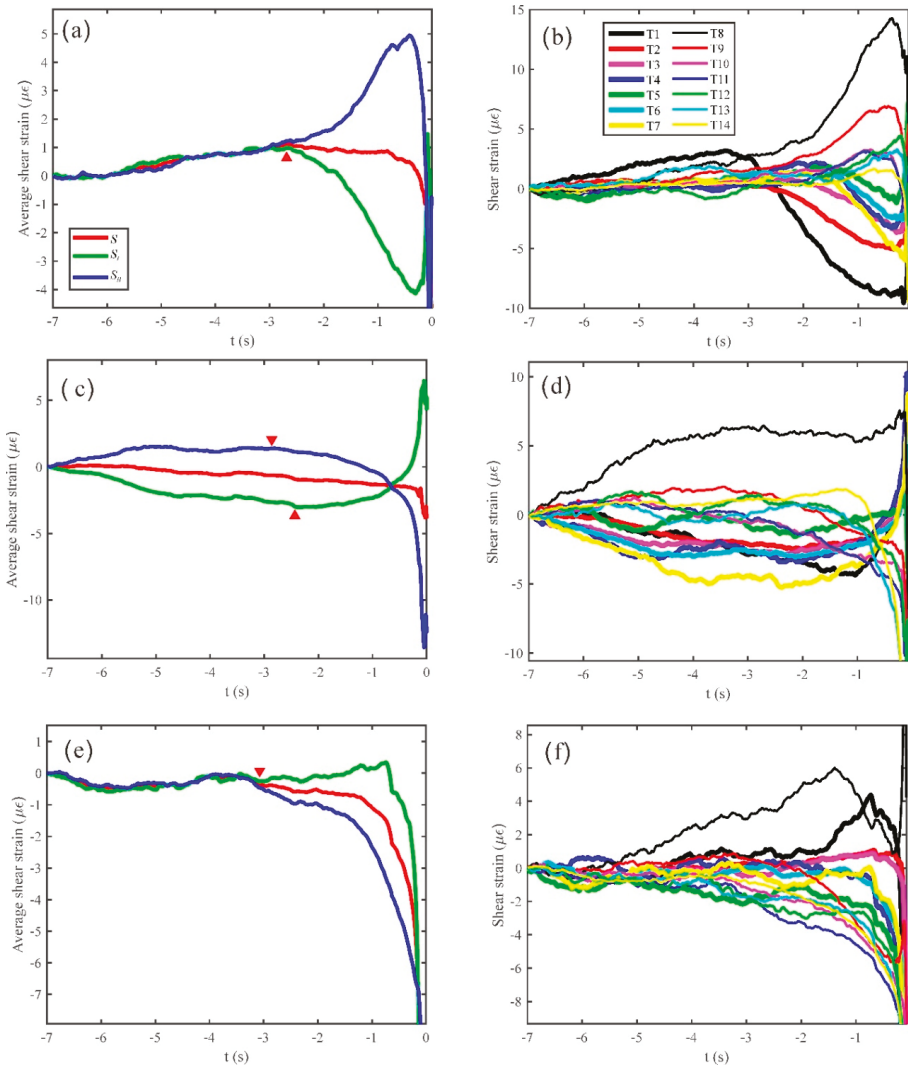 (a)
Average shear strain (με)
5
4
3
2
1
0
-1
-2
-3
-4
S
-7 -6 -5 -4 -3 -2 -1 0
t (s)
(b)
Shear strain (με)
15
10
5
0
-5
-10
T1 T8
T2 T9
T3 T10
T4 T11
T5 T12
T6 T13
T7 T14
-7 -6 -5 -4 -3 -2 -1
t (s)
(c)
Average shear strain (με)
5
0
-5
-10
-7 -6 -5 -4 -3 -2 -1 0
t (s)
(d)
Shear strain (με)
10
5
0
-5
-10
-7 -6 -5 -4 -3 -2 -1
t (s)
(e)
Average shear strain (με)
1
0
-1
-2
-3
-4
-5
-6
-7
-7 -6 -5 -4 -3 -2 -1 0
t (s)
(f)
Shear strain (με)
8
6
4
2
0
-2
-4
-6
-8
-7 -6 -5 -4 -3 -2 -1
t (s)